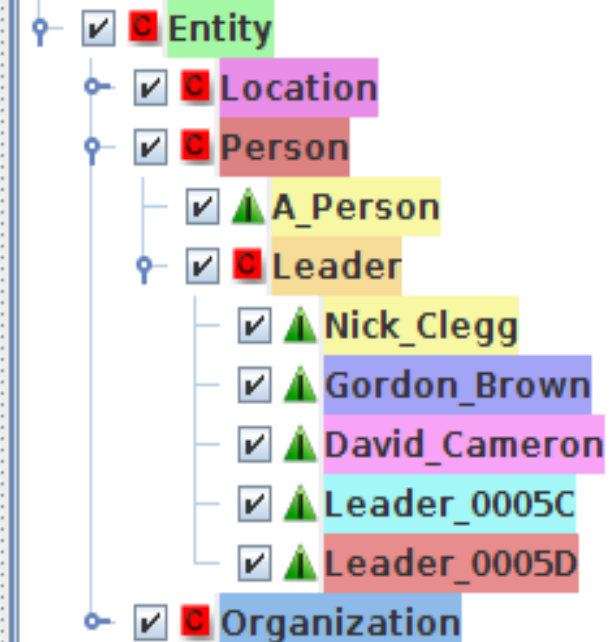 C Entity
C Location
C Person
A_Person
C Leader
Nick_Clegg
Gordon_Brown
David_Cameron
Leader_0005C
Leader_0005D
C Organization